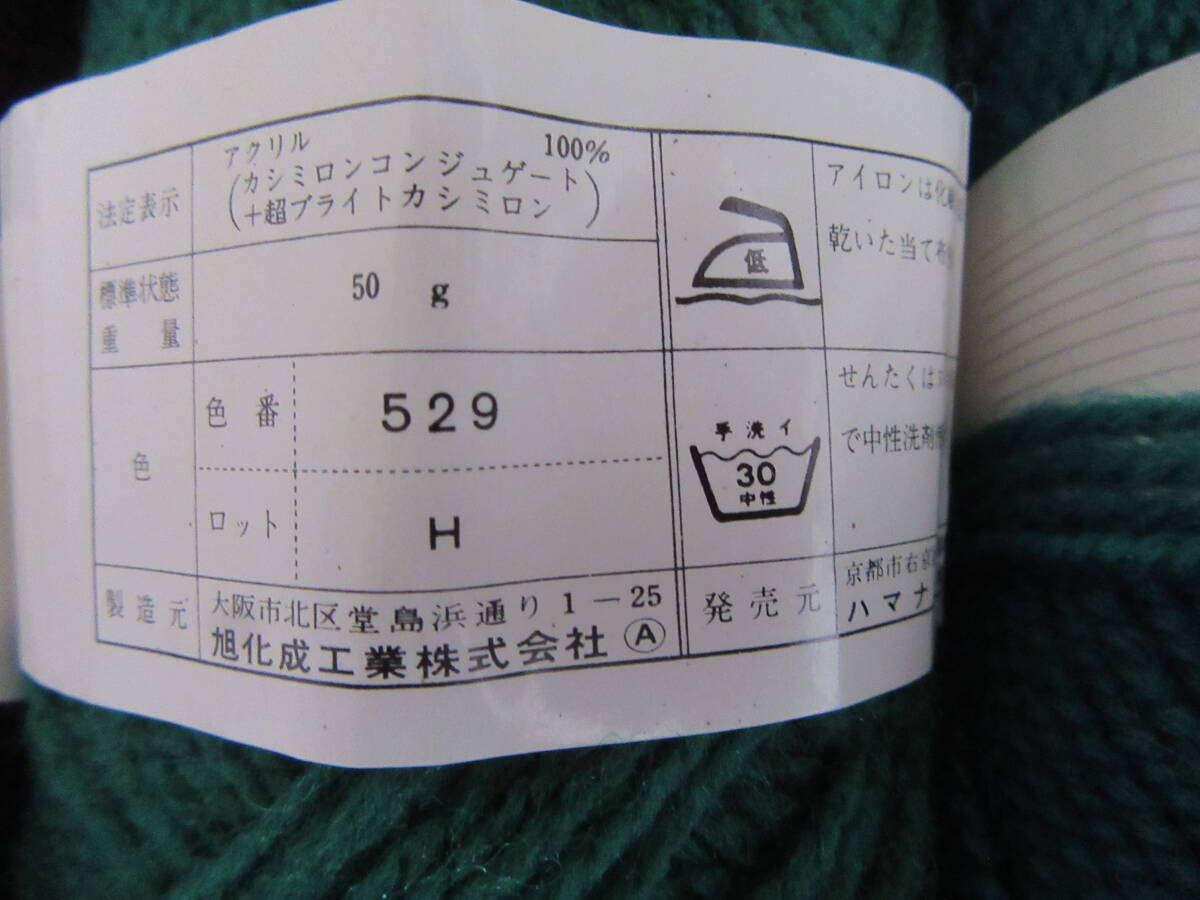 法定表示
アクリル 100%
(カシミロンコンジュゲート
+超ブライトカシミロン)
標準状態
重量
50 g
色
色番 529
ロット H
製造元
大阪市北区堂島浜通り1-25
旭化成工業株式会社 Ⓐ
低
アイロンは
乾いた当て
手洗イ
30
中性
せんたくは
で中性洗剤
発売元
京都市右京
ハマナ